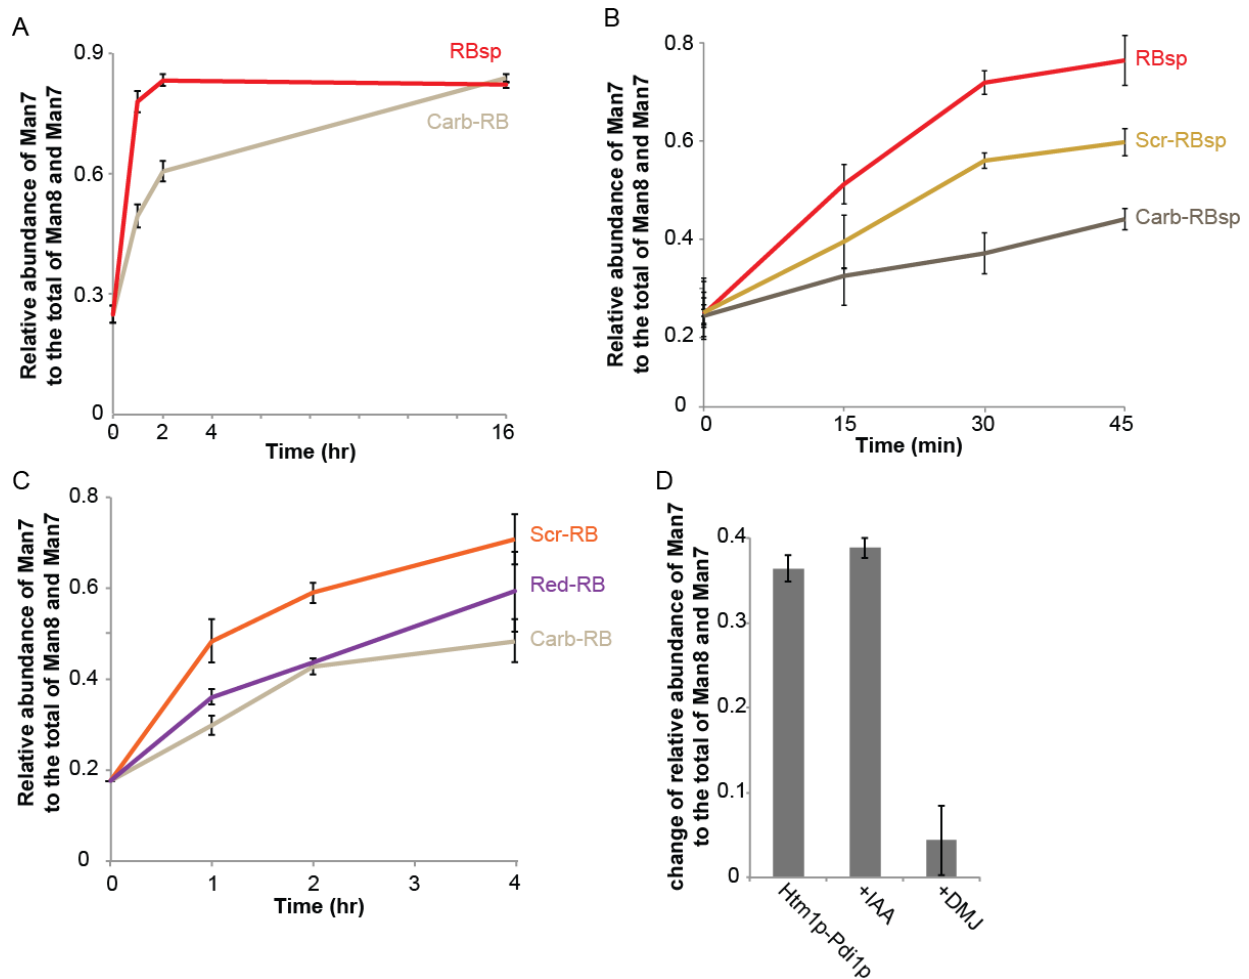 A
Relative abundance of Man7
to the total of Man8 and Man7
0.9
0.6
0.3
0
0
2
4
16
Time (hr)
RBsp
Carb-RB
B
Relative abundance of Man7
to the total of Man8 and Man7
0.8
0.6
0.4
0.2
0
0
15
30
45
Time (min)
RBsp
Scr-RBsp
Carb-RBsp
C
Relative abundance of Man7
to the total of Man8 and Man7
0.8
0.6
0.4
0.2
0
0
1
2
4
Time (hr)
Scr-RB
Red-RB
Carb-RB
D
change of relative abundance of Man7
to the total of Man8 and Man7
0.4
0.3
0.2
0.1
0
Htm1p-Pdi1p
+IAA
+DMJ